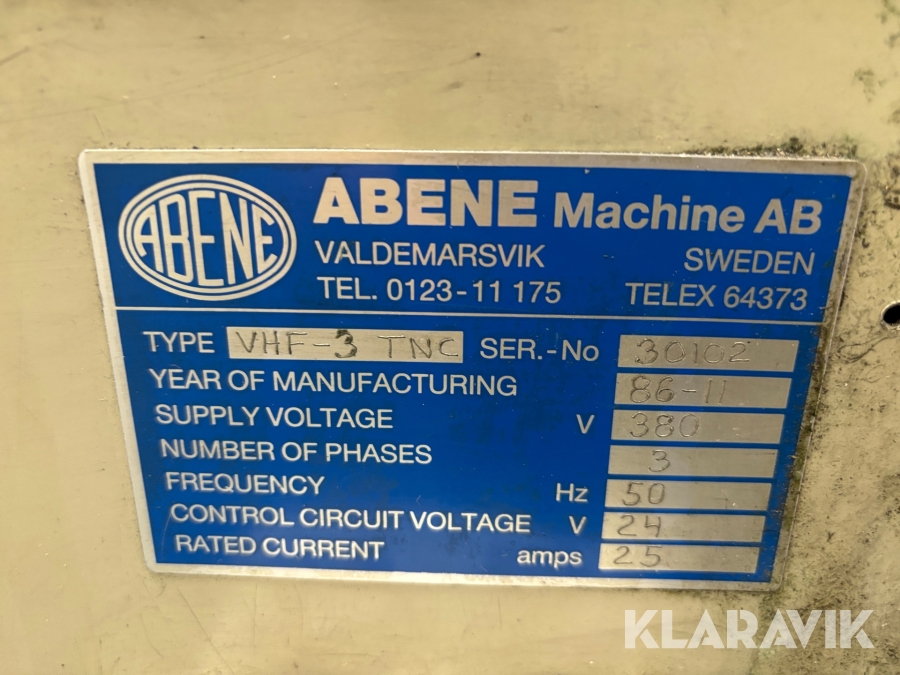 ABENE
ABENE Machine AB
VALDEMARSVIK SWEDEN
TEL. 0123-11 175 TELEX 64373
TYPE VHF-3 TNC SER.-No 30102
YEAR OF MANUFACTURING 86-11
SUPPLY VOLTAGE V 380
NUMBER OF PHASES 3
FREQUENCY Hz 50
CONTROL CIRCUIT VOLTAGE V 24
RATED CURRENT amps 25
KLARAVIK